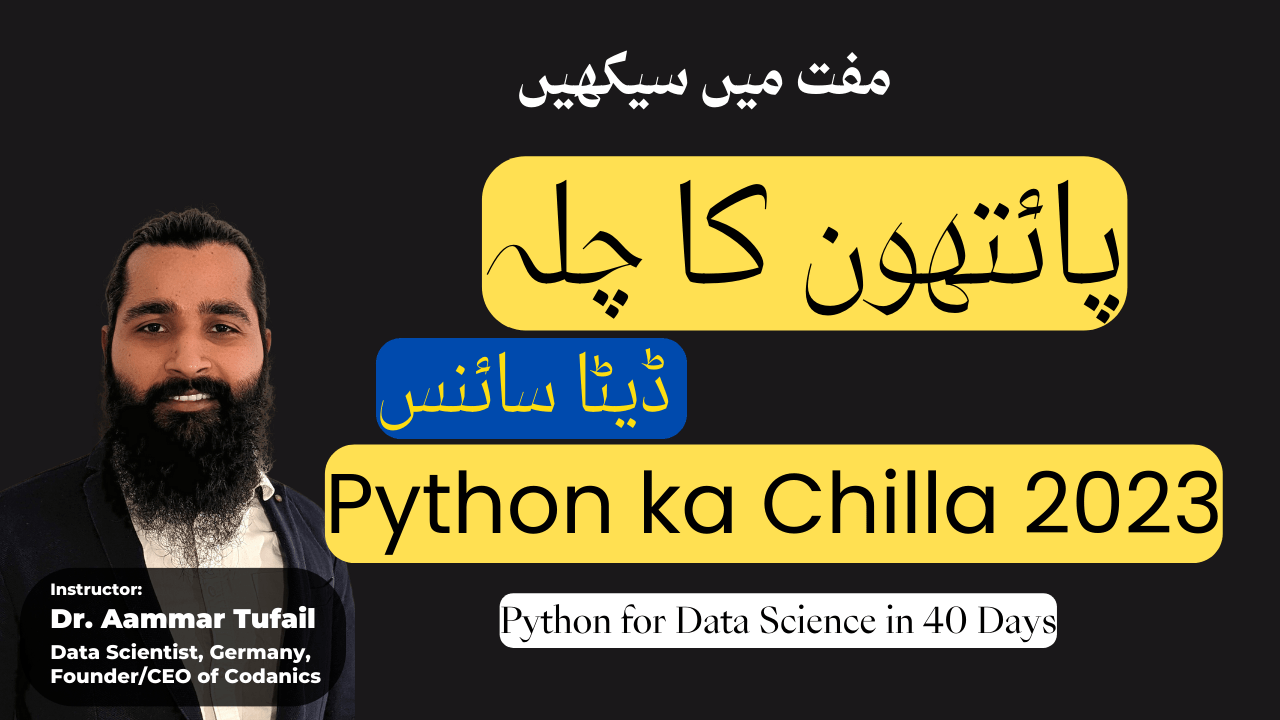 مفت میں سیکھیں
پائتھون کا چلہ
ڈیٹا سائنس
Python ka Chilla 2023
Python for Data Science in 40 Days
Instructor:
Dr. Aammar Tufail
Data Scientist, Germany,
Founder/CEO of Codanics